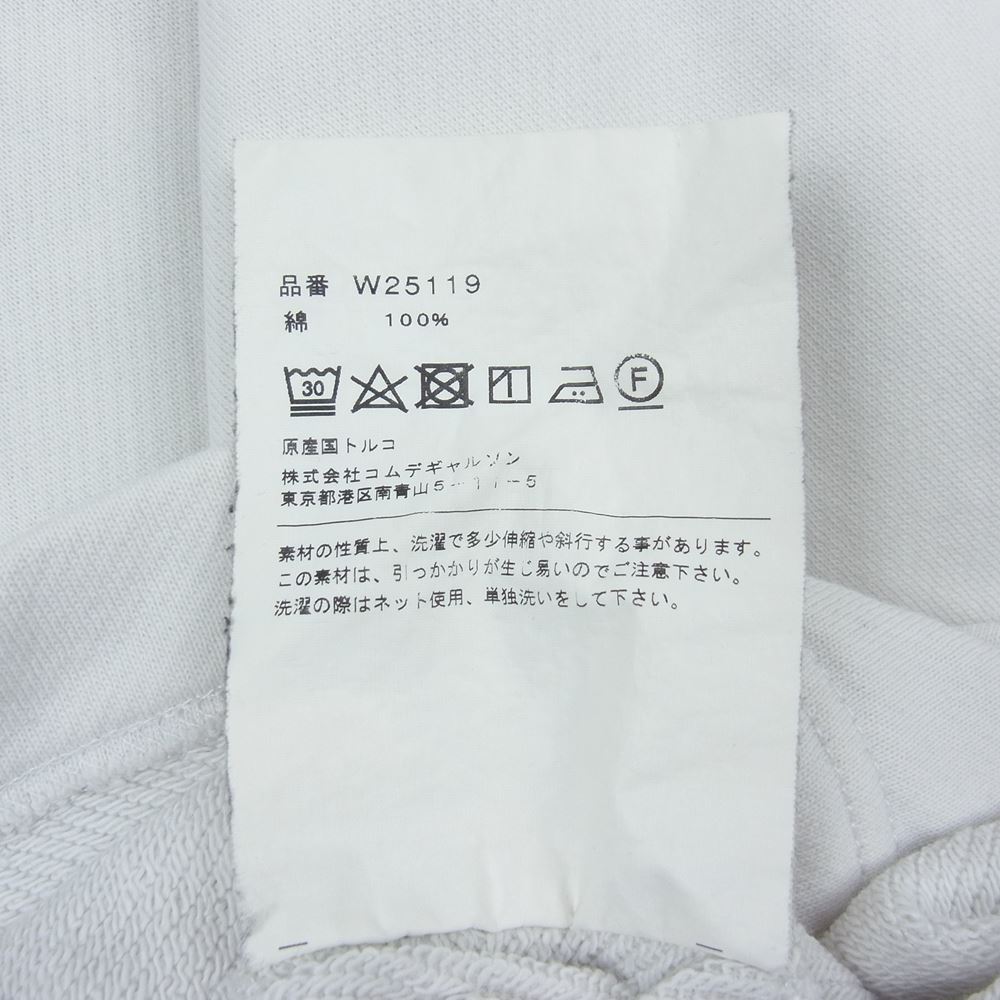 品番 W25119
綿 100%
30 F
原産国トルコ
株式会社コムデギャルソン
東京都港区南青山5-11-5
素材の性質上、洗濯で多少伸縮や斜行する事があります。
この素材は、引っかかりが生じ易いのでご注意下さい。
洗濯の際はネット使用、単独洗いをして下さい。